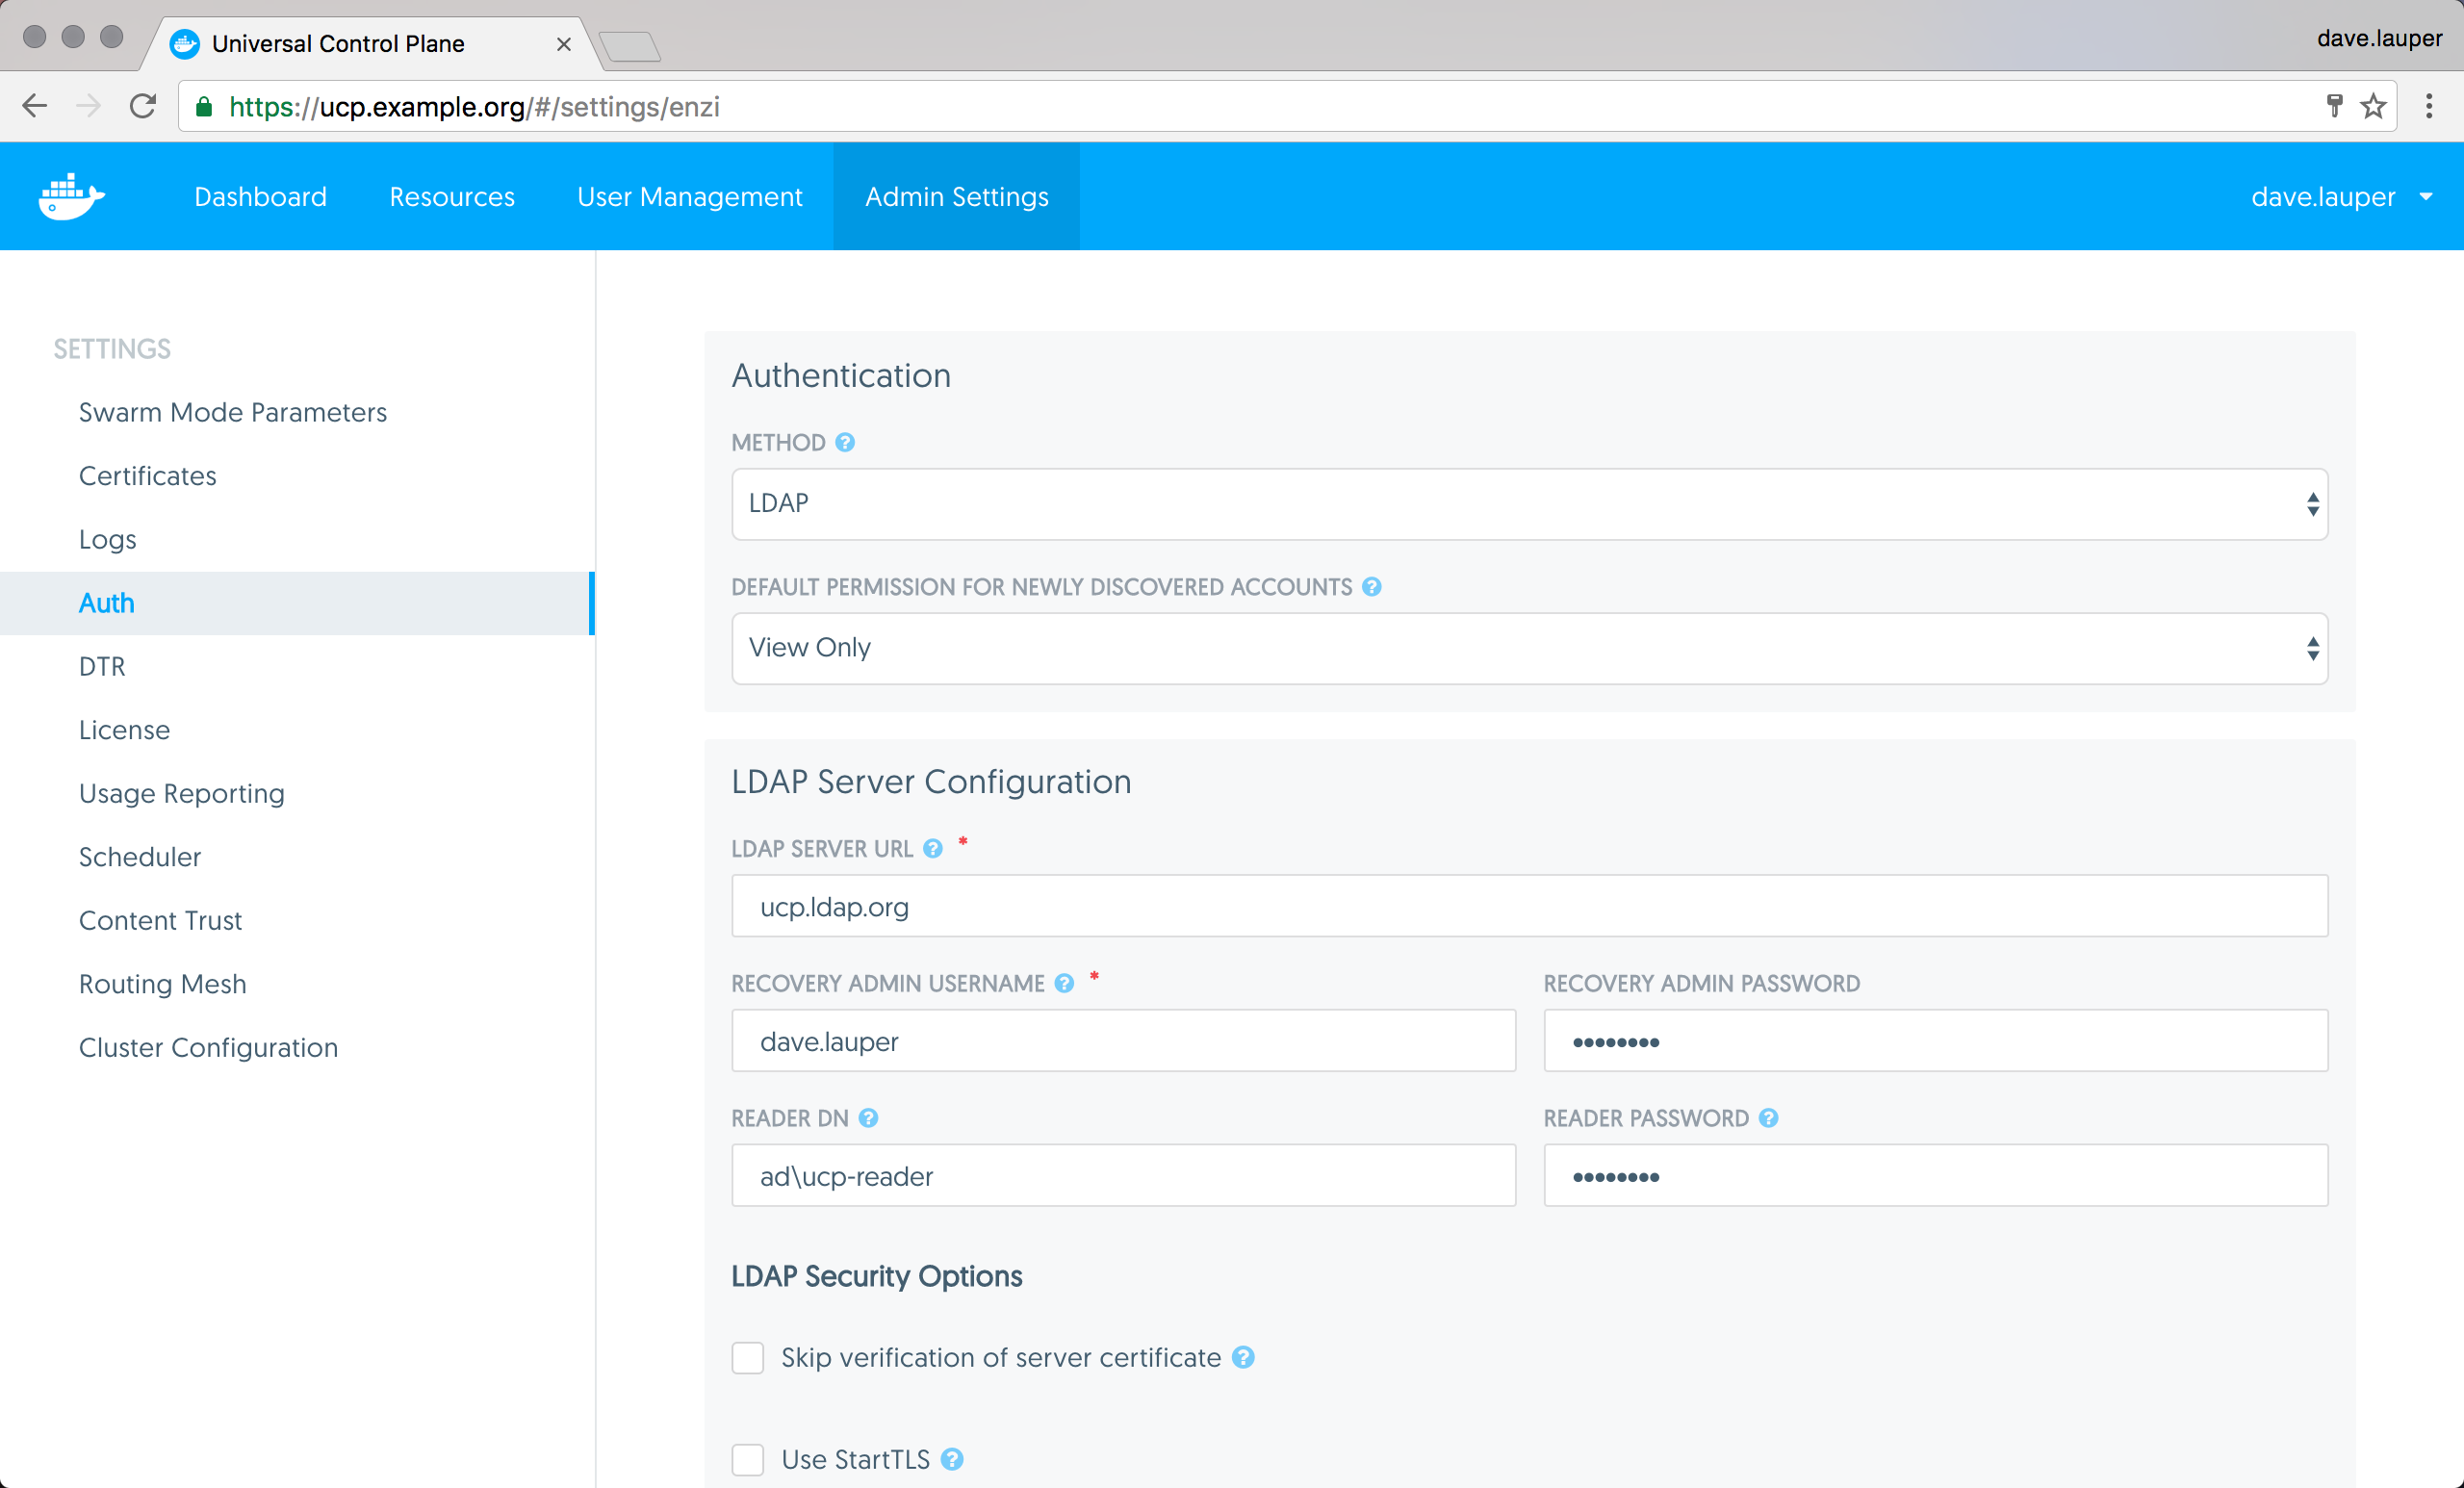 Universal Control Plane
dave.lauper
https://ucp.example.org/#/settings/enzi
Dashboard
Resources
User Management
Admin Settings
dave.lauper
SETTINGS
Swarm Mode Parameters
Certificates
Logs
Auth
DTR
License
Usage Reporting
Scheduler
Content Trust
Routing Mesh
Cluster Configuration
Authentication
METHOD ?
LDAP
DEFAULT PERMISSION FOR NEWLY DISCOVERED ACCOUNTS ?
View Only
LDAP Server Configuration
LDAP SERVER URL ? *
ucp.ldap.org
RECOVERY ADMIN USERNAME ? *
dave.lauper
RECOVERY ADMIN PASSWORD
••••••••
READER DN ?
ad\ucp-reader
READER PASSWORD ?
••••••••
LDAP Security Options
Skip verification of server certificate ?
Use StartTLS ?